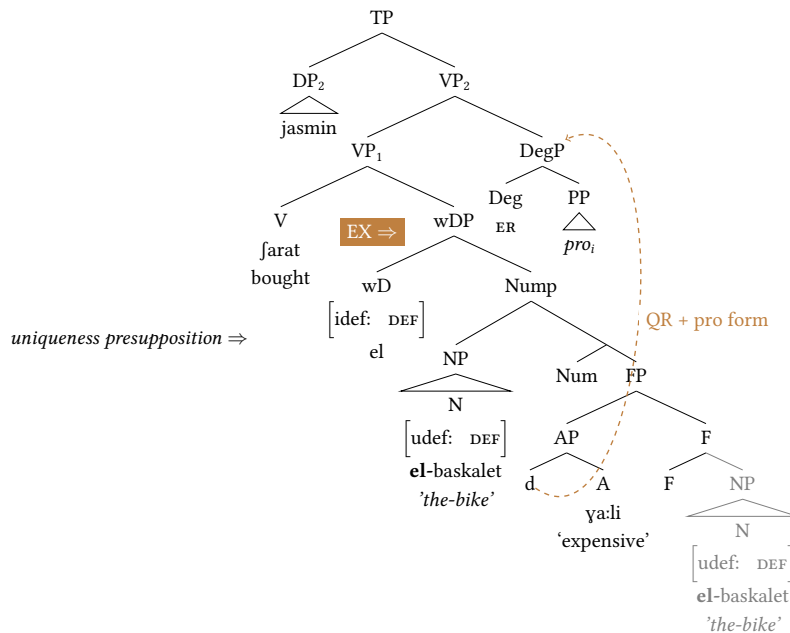 TP
DP₂ VP₂
jasmin
VP₁ DegP
V EX ⇒ wDP Deg PP
ʃarat ER proᵢ
bought
wD Nump
[idef: DEF]
el
QR + pro form
uniqueness presupposition ⇒
NP Num FP
N
[udef: DEF] AP F
el-baskalet d A F NP
'the-bike' ɣa:li N
'expensive'
[udef: DEF]
el-baskalet
'the-bike'